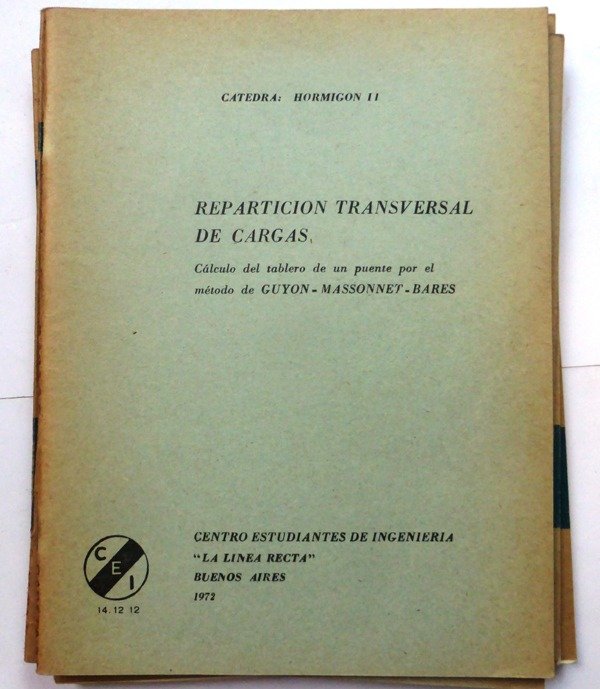 CATEDRA: HORMIGON II
REPARTICION TRANSVERSAL
DE CARGAS
Cálculo del tablero de un puente por el
método de GUYON - MASSONNET - BARES
CENTRO ESTUDIANTES DE INGENIERIA
"LA LINEA RECTA"
BUENOS AIRES
1972
C
E
I
14. 12 12